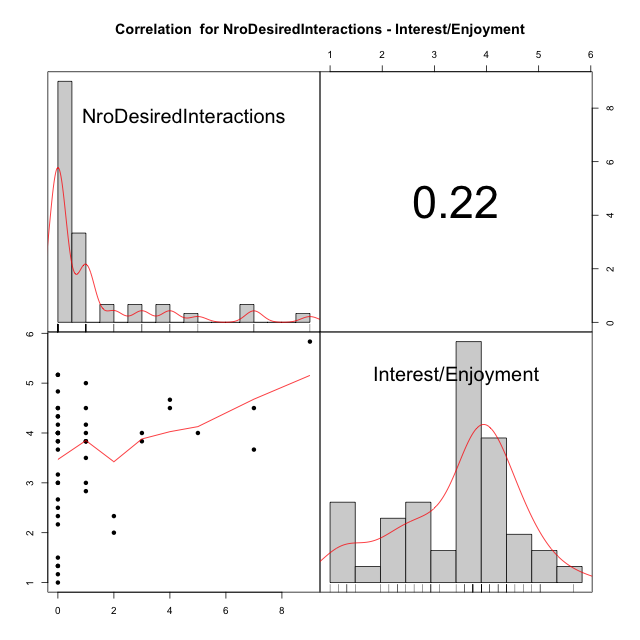 Correlation for NroDesiredInteractions - Interest/Enjoyment
1 2 3 4 5 6
NroDesiredInteractions
0.22
8
6
4
2
0
Interest/Enjoyment
6
5
4
3
2
1
0 2 4 6 8